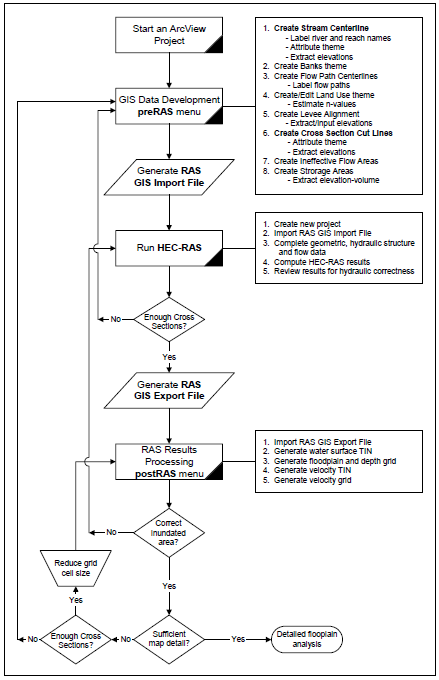 Start an ArcView
Project
1. Create Stream Centerline
- Label river and reach names
- Attribute theme
- Extract elevations
2. Create Banks theme
3. Create Flow Path Centerlines
- Label flow paths
4. Create/Edit Land Use theme
- Estimate n-values
5. Create Levee Alignment
- Extract/input elevations
6. Create Cross Section Cut Lines
- Attribute theme
- Extract elevations
7. Create Ineffective Flow Areas
8. Create Strorage Areas
- Extract elevation-volume
GIS Data Development
preRAS menu
Generate RAS
GIS Import File
Run HEC-RAS
1. Create new project
2. Import RAS GIS Import File
3. Complete geometric, hydraulic structure
and flow data
4. Compute HEC-RAS results
5. Review results for hydraulic correctness
No
Enough Cross
Sections?
Yes
Generate RAS
GIS Export File
RAS Results
Processing
postRAS menu
1. Import RAS GIS Export File
2. Generate water surface TIN
3. Generate floodplain and depth grid
4. Generate velocity TIN
5. Generate velocity grid
No
Correct
inundated
area?
Reduce grid
cell size
Yes
Yes
No
Enough Cross
Sections?
No
Sufficient
map detail?
Yes
Detailed flooplain
analysis